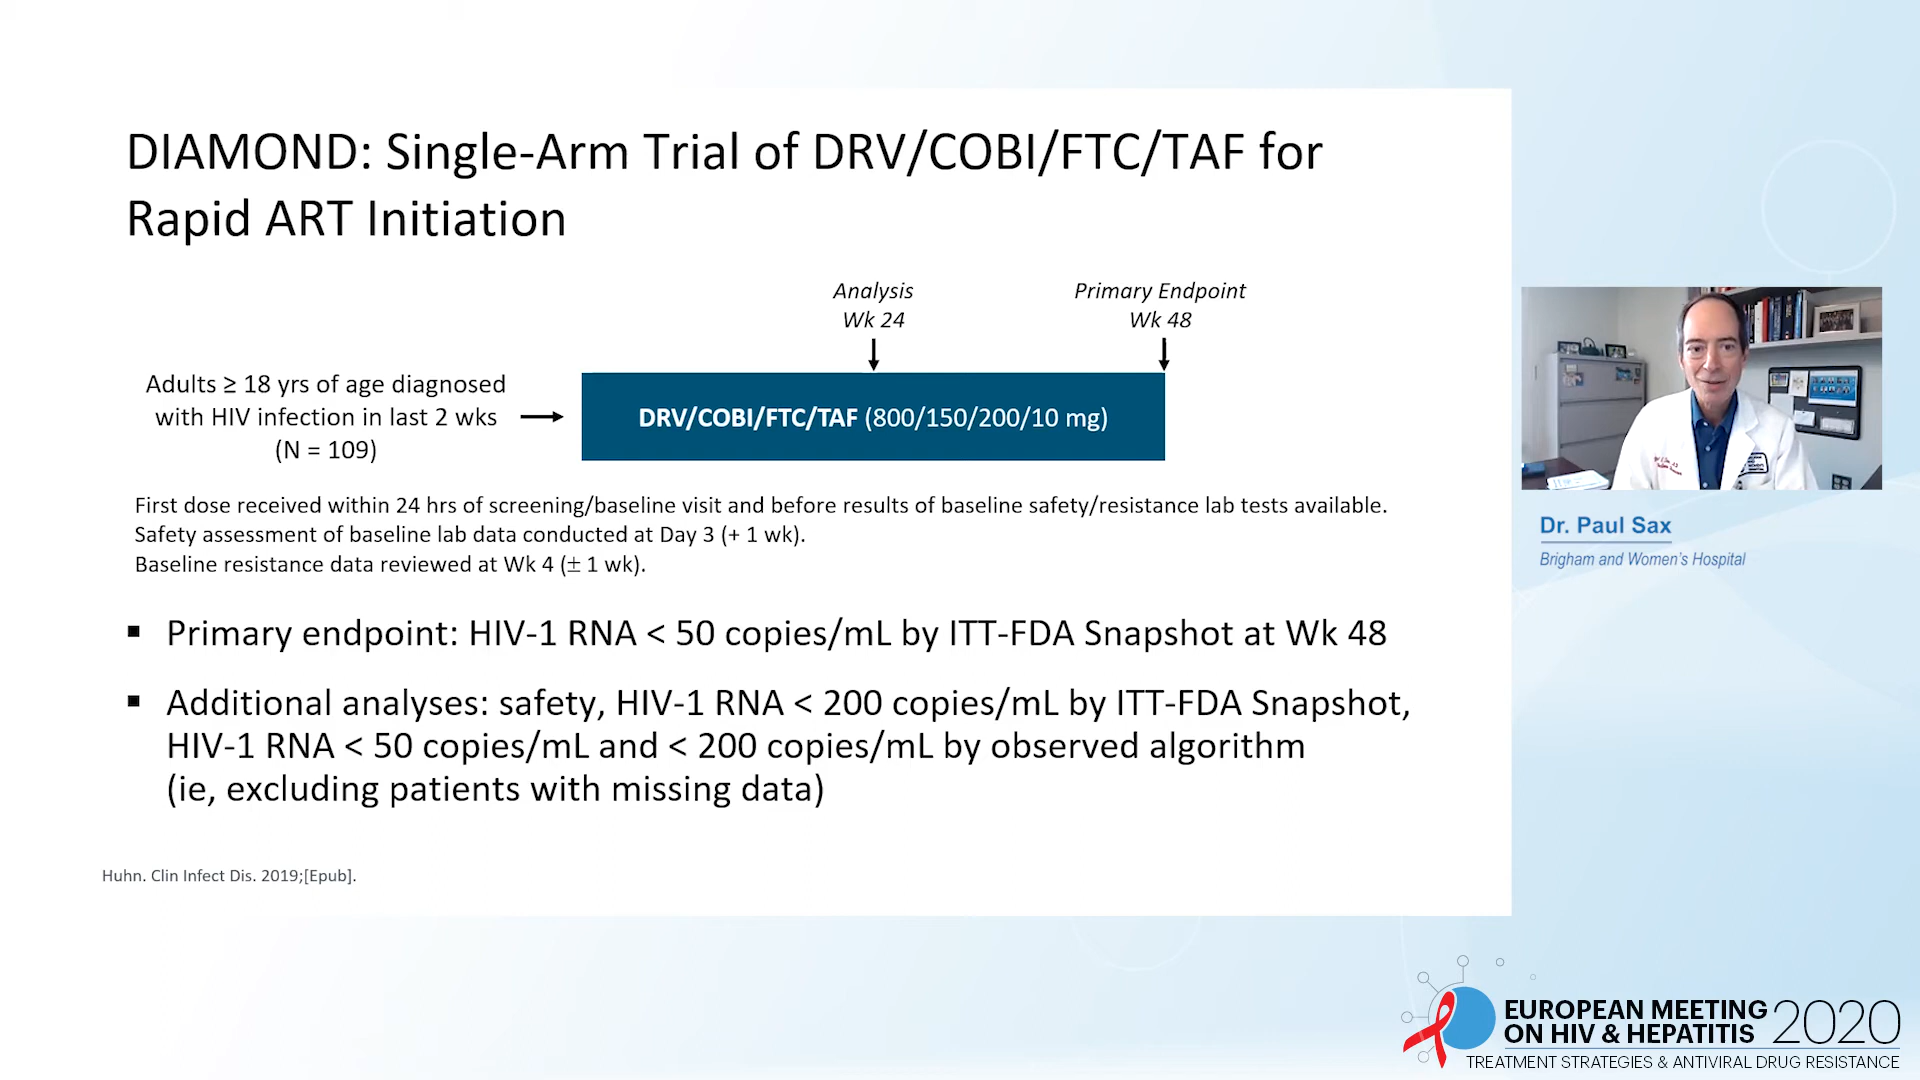 DIAMOND: Single-Arm Trial of DRV/COBI/FTC/TAF for
Rapid ART Initiation
Analysis
Wk 24
Primary Endpoint
Wk 48
Adults ≥ 18 yrs of age diagnosed
with HIV infection in last 2 wks
(N = 109)
DRV/COBI/FTC/TAF (800/150/200/10 mg)
First dose received within 24 hrs of screening/baseline visit and before results of baseline safety/resistance lab tests available.
Safety assessment of baseline lab data conducted at Day 3 (+ 1 wk).
Baseline resistance data reviewed at Wk 4 (± 1 wk).
▪ Primary endpoint: HIV-1 RNA < 50 copies/mL by ITT-FDA Snapshot at Wk 48
▪ Additional analyses: safety, HIV-1 RNA < 200 copies/mL by ITT-FDA Snapshot,
HIV-1 RNA < 50 copies/mL and < 200 copies/mL by observed algorithm
(ie, excluding patients with missing data)
Huhn. Clin Infect Dis. 2019;[Epub].
Dr. Paul Sax
Brigham and Women's Hospital
EUROPEAN MEETING
ON HIV & HEPATITIS 2020
TREATMENT STRATEGIES & ANTIVIRAL DRUG RESISTANCE